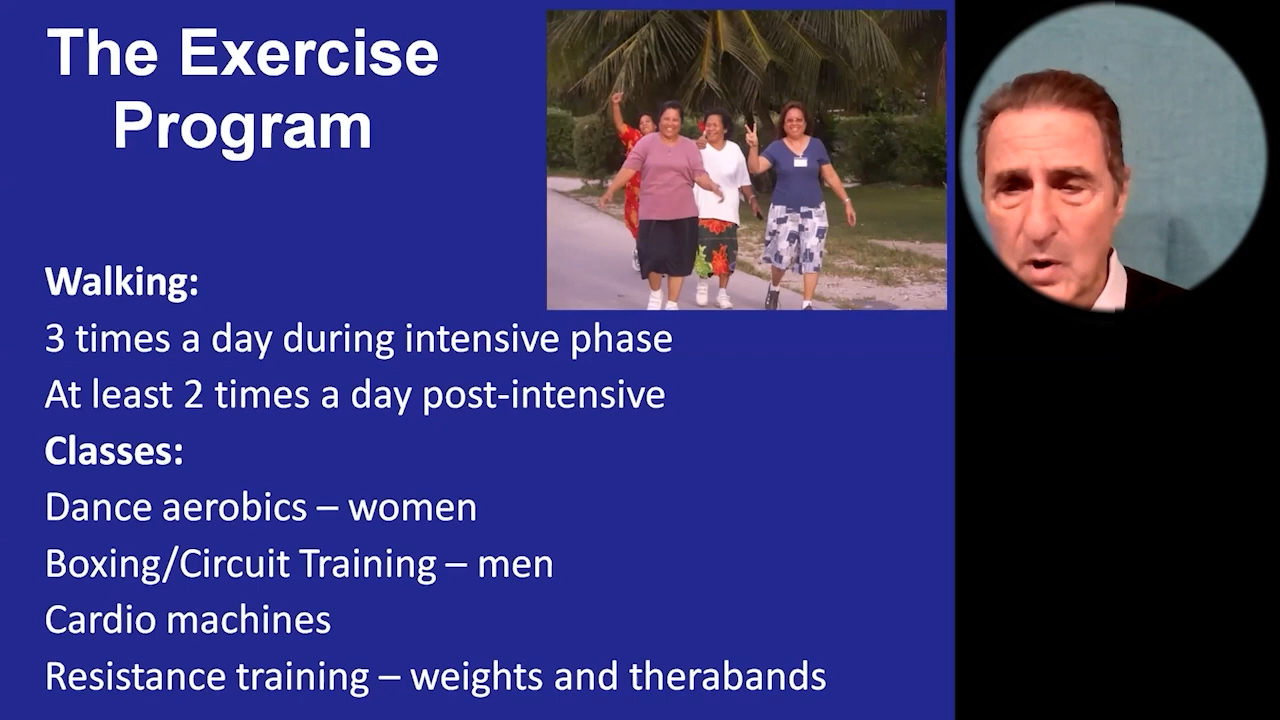 The Exercise
Program
Walking:
3 times a day during intensive phase
At least 2 times a day post-intensive
Classes:
Dance aerobics – women
Boxing/Circuit Training – men
Cardio machines
Resistance training – weights and therabands